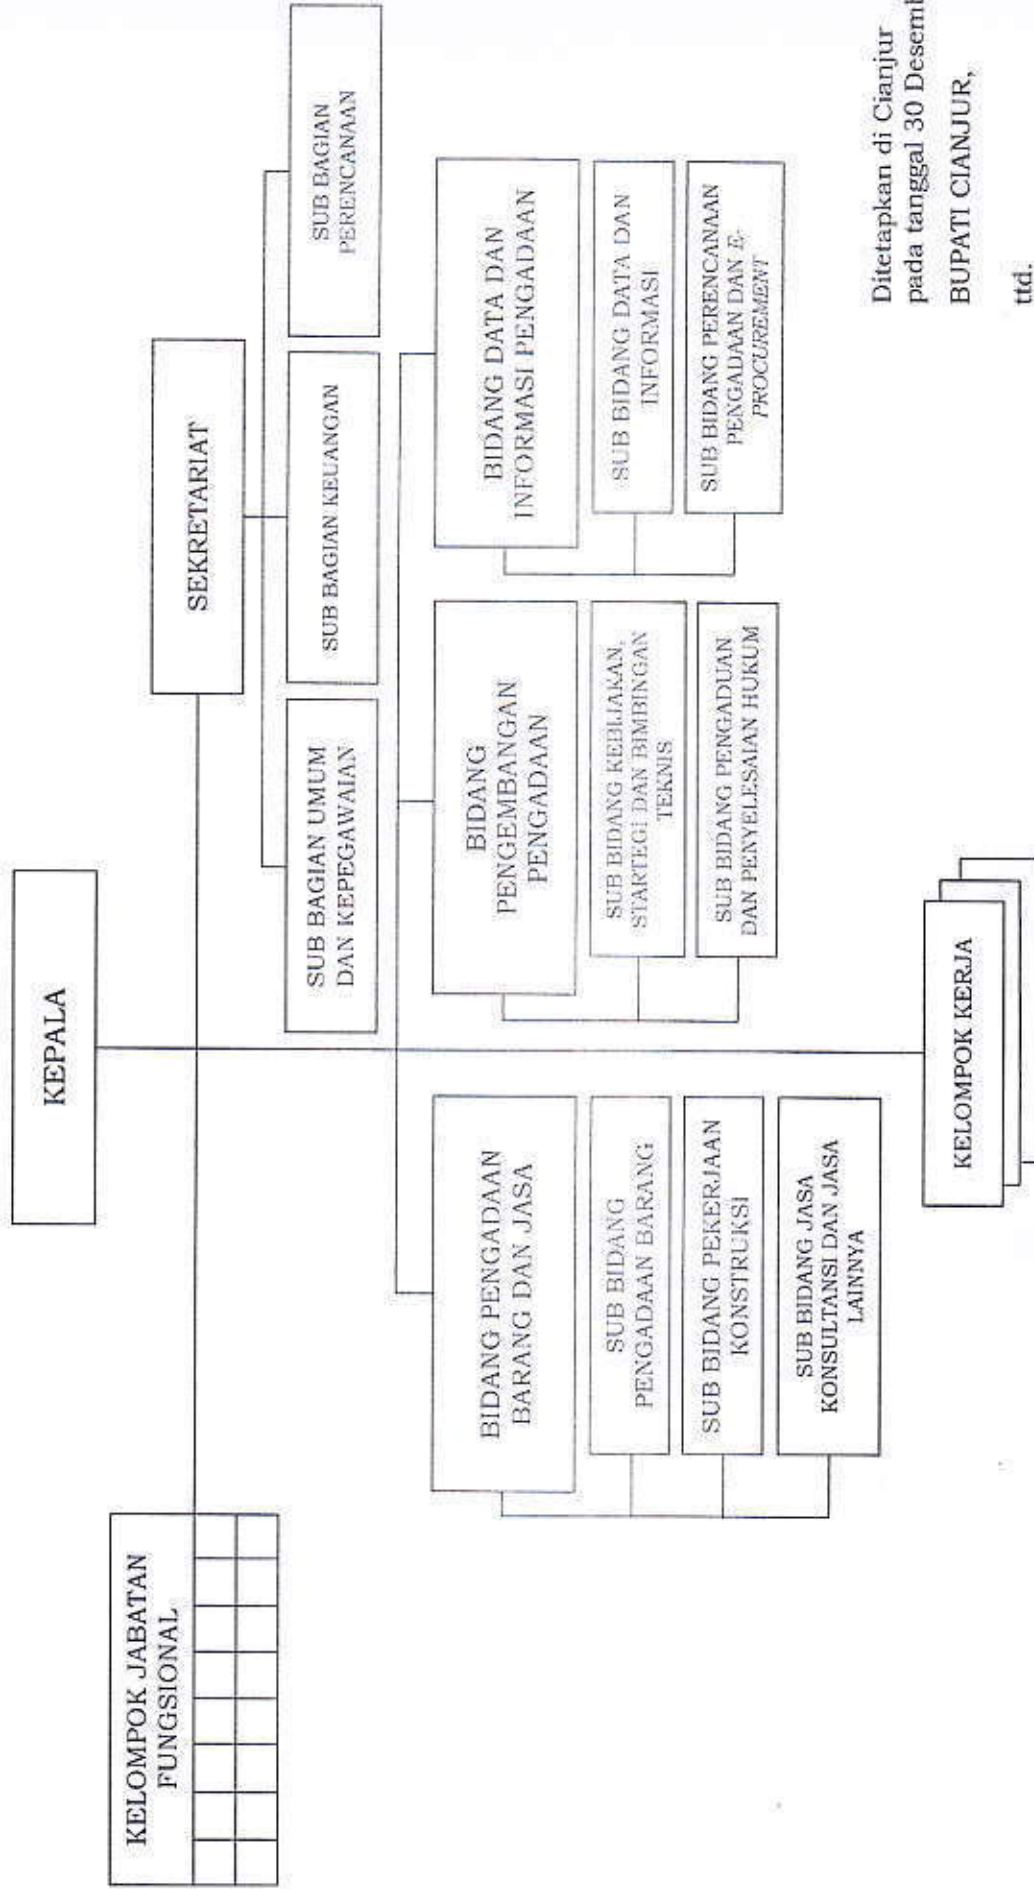 KEPALA
KELOMPOK JABATAN
FUNGSIONAL
SEKRETARIAT
SUB BAGIAN UMUM
DAN KEPEGAWAIAN
SUB BAGIAN KEUANGAN
SUB BAGIAN
PERENCANAAN
BIDANG PENGADAAN
BARANG DAN JASA
SUB BIDANG
PENGADAAN BARANG
SUB BIDANG PEKERJAAN
KONSTRUKSI
SUB BIDANG JASA
KONSULTANSI DAN JASA
LAINNYA
BIDANG
PENGEMBANGAN
PENGADAAN
SUB BIDANG KEBIJAKAN,
STARTEGI DAN BIMBINGAN
TEKNIS
SUB BIDANG PENGADUAN
DAN PENYELESAIAN HUKUM
BIDANG DATA DAN
INFORMASI PENGADAAN
SUB BIDANG DATA DAN
INFORMASI
SUB BIDANG PERENCANAAN
PENGADAAN DAN E-
PROCUREMENT
KELOMPOK KERJA
Ditetapkan di Cianjur
pada tanggal 30 Desemb
BUPATI CIANJUR,
ttd.